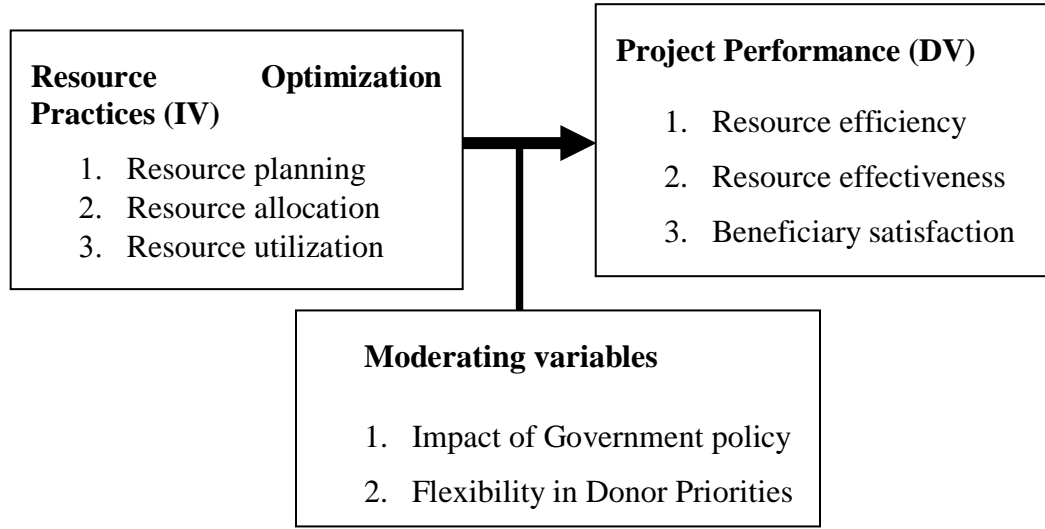 Resource Optimization
Practices (IV)
1. Resource planning
2. Resource allocation
3. Resource utilization
Project Performance (DV)
1. Resource efficiency
2. Resource effectiveness
3. Beneficiary satisfaction
Moderating variables
1. Impact of Government policy
2. Flexibility in Donor Priorities